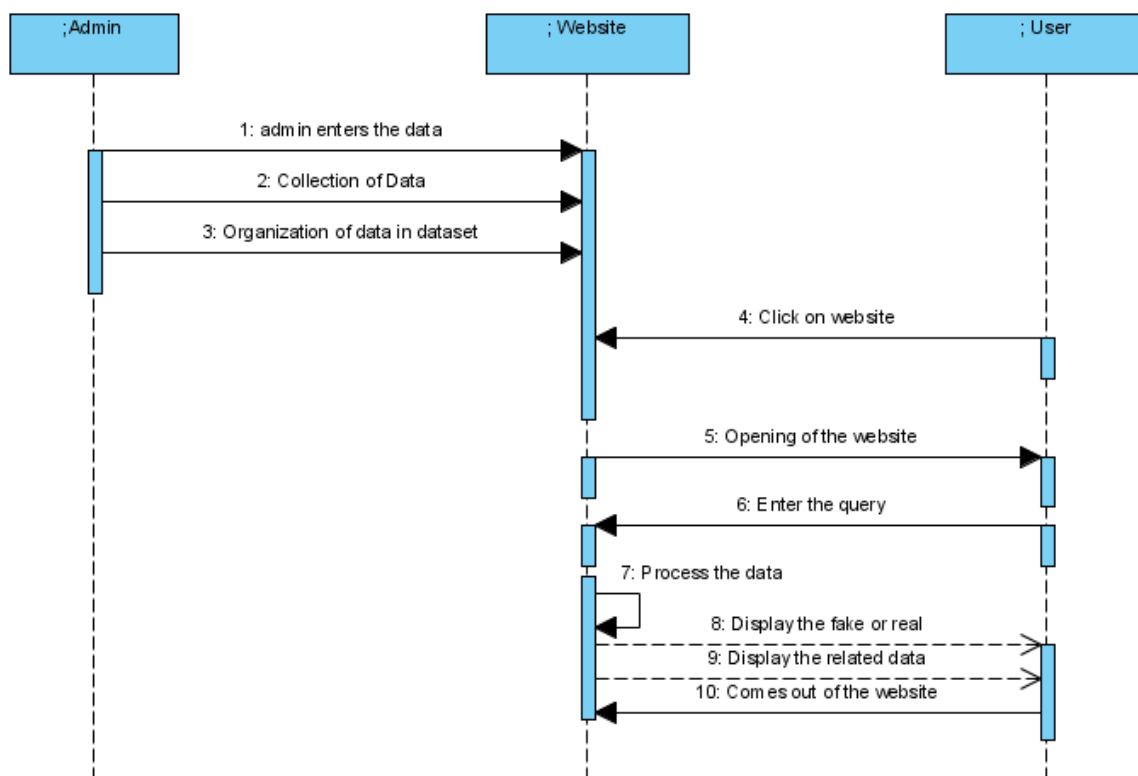 ;Admin
; Website
; User
1: admin enters the data
2: Collection of Data
3: Organization of data in dataset
4: Click on website
5: Opening of the website
6: Enter the query
7: Process the data
8: Display the fake or real
9: Display the related data
10: Comes out of the website